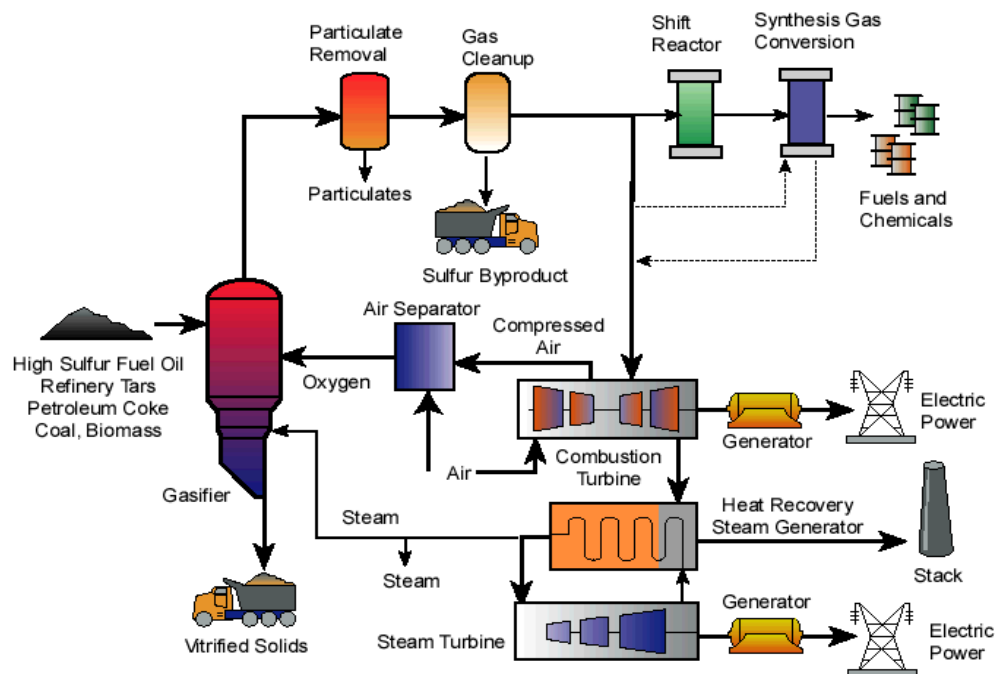 Particulate
Removal
Gas
Cleanup
Shift
Reactor
Synthesis Gas
Conversion
Particulates
Fuels and
Chemicals
Sulfur Byproduct
Air Separator
Compressed
Air
High Sulfur Fuel Oil
Refinery Tars
Petroleum Coke
Coal, Biomass
Oxygen
Electric
Power
Generator
Air
Combustion
Turbine
Gasifier
Steam
Heat Recovery
Steam Generator
Steam
Stack
Generator
Vitrified Solids
Steam Turbine
Electric
Power